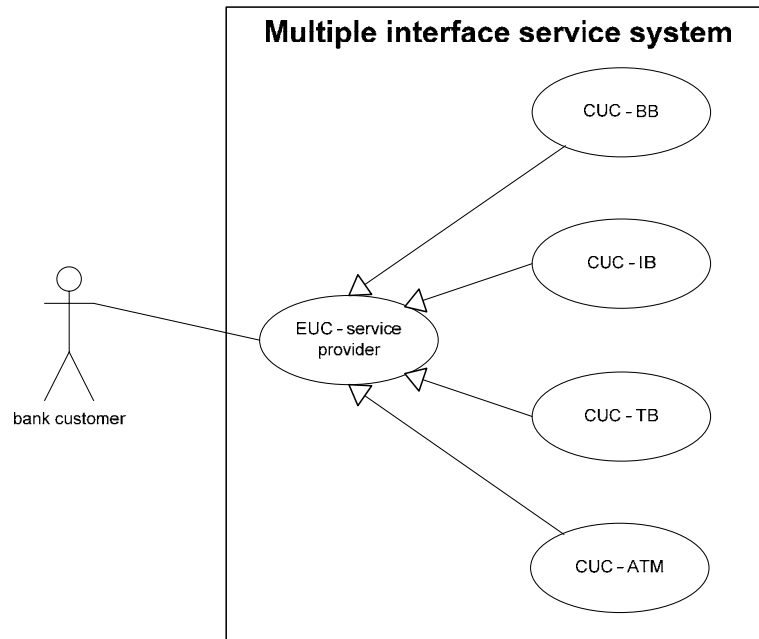 Multiple interface service system
CUC - BB
CUC - IB
EUC - service
provider
bank customer
CUC - TB
CUC - ATM